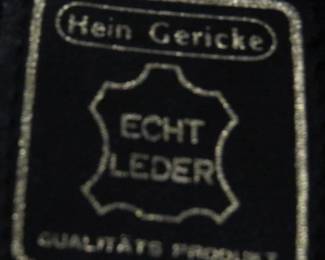 Hein Gericke
ECHT
LEDER
QUALITÄTS PRODUKT